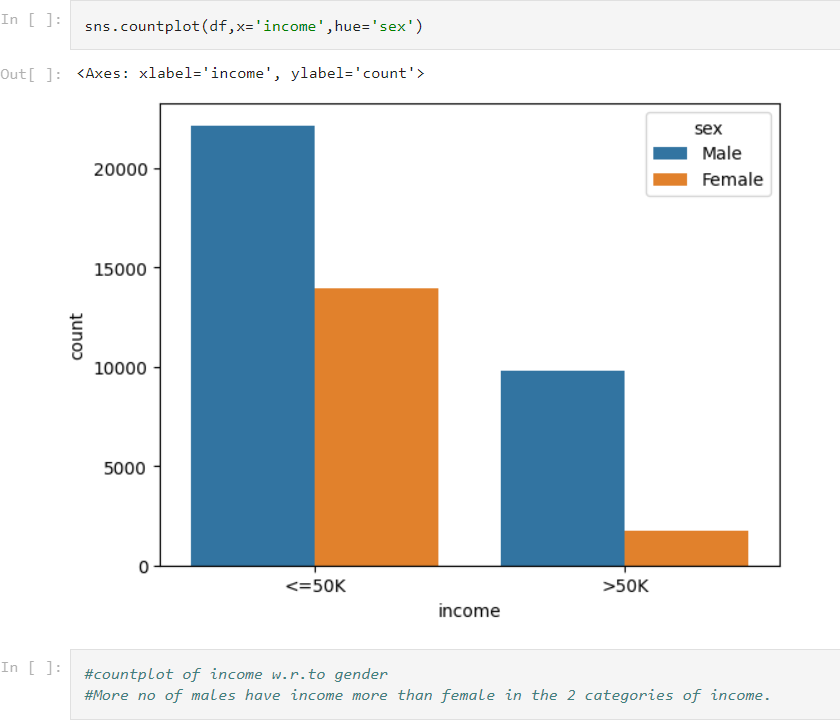 In [ ]: sns.countplot(df,x='income',hue='sex')
Out[ ]: <Axes: xlabel='income', ylabel='count'>
sex
Male
Female
20000
15000
10000
5000
0
count
<=50K >50K
income
In [ ]: #countplot of income w.r.to gender
#More no of males have income more than female in the 2 categories of income.